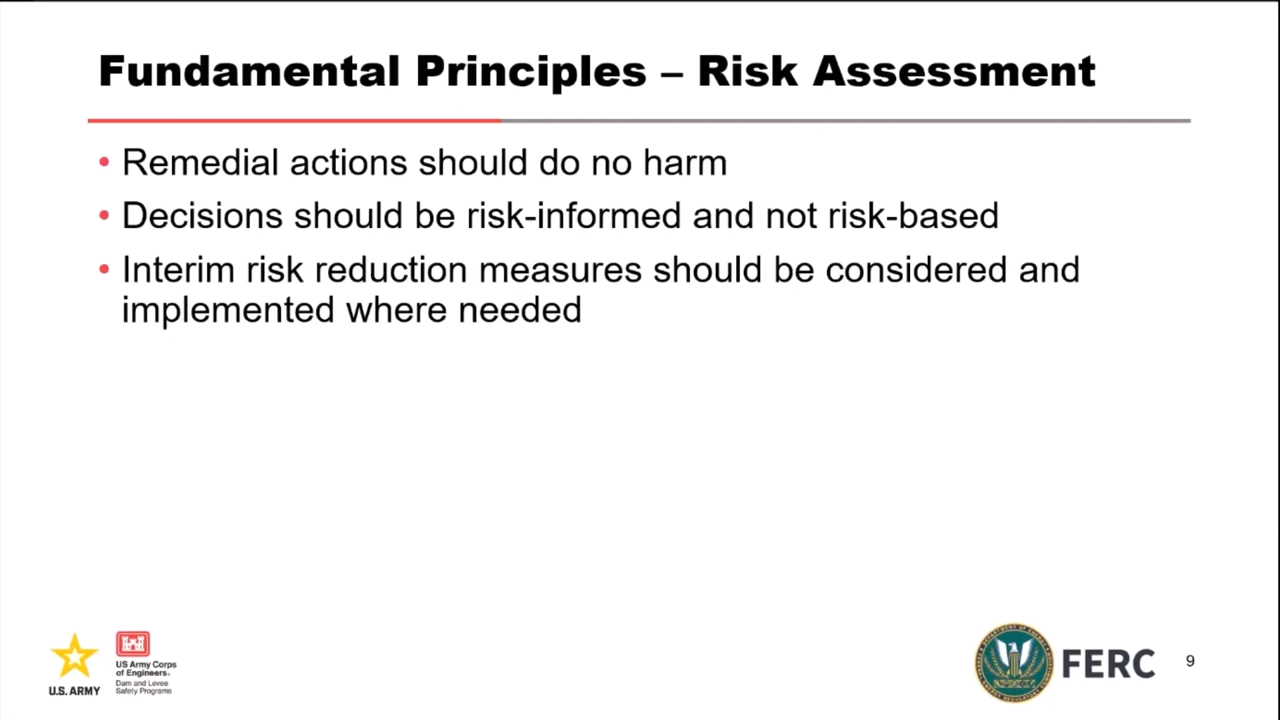 Fundamental Principles – Risk Assessment
• Remedial actions should do no harm
• Decisions should be risk-informed and not risk-based
• Interim risk reduction measures should be considered and
implemented where needed
U.S. ARMY
US Army Corps
of Engineers®
Dam and Levee
Safety Programs
FERC
9